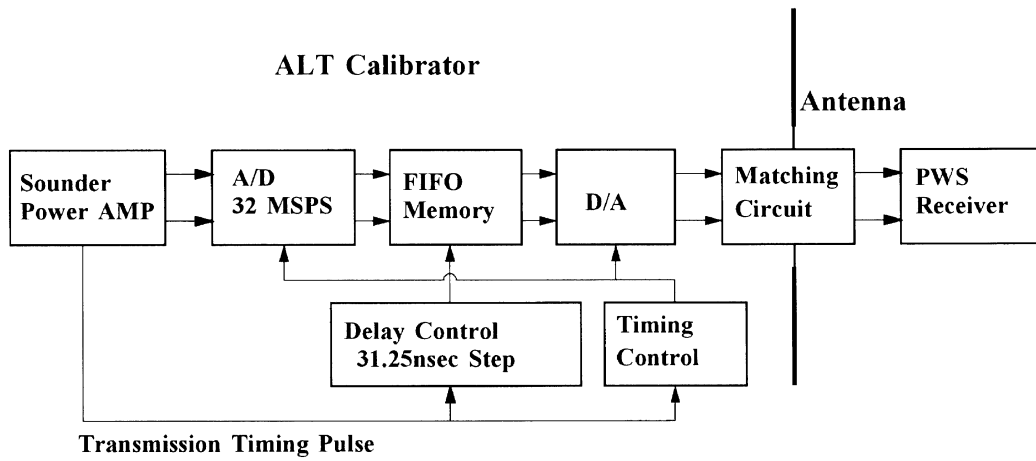 ALT Calibrator
Antenna
Sounder
Power AMP
A/D
32 MSPS
FIFO
Memory
D/A
Matching
Circuit
PWS
Receiver
Delay Control
31.25nsec Step
Timing
Control
Transmission Timing Pulse